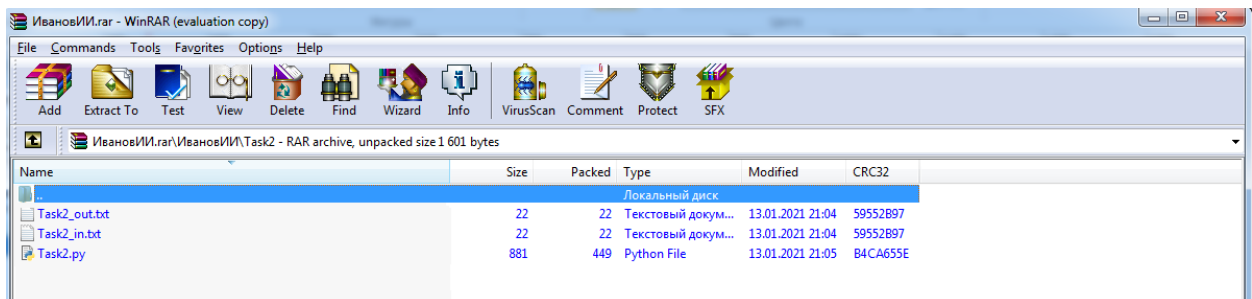 ИвановИИ.rar - WinRAR (evaluation copy)
File Commands Tools Favorites Options Help
Add Extract To Test View Delete Find Wizard Info VirusScan Comment Protect SFX
ИвановИИ.rar\ИвановИИ\Task2 - RAR archive, unpacked size 1 601 bytes
Name Size Packed Type Modified CRC32
.. Локальный диск
Task2_out.txt 22 22 Текстовый докум... 13.01.2021 21:04 59552B97
Task2_in.txt 22 22 Текстовый докум... 13.01.2021 21:04 59552B97
Task2.py 881 449 Python File 13.01.2021 21:05 B4CA655E